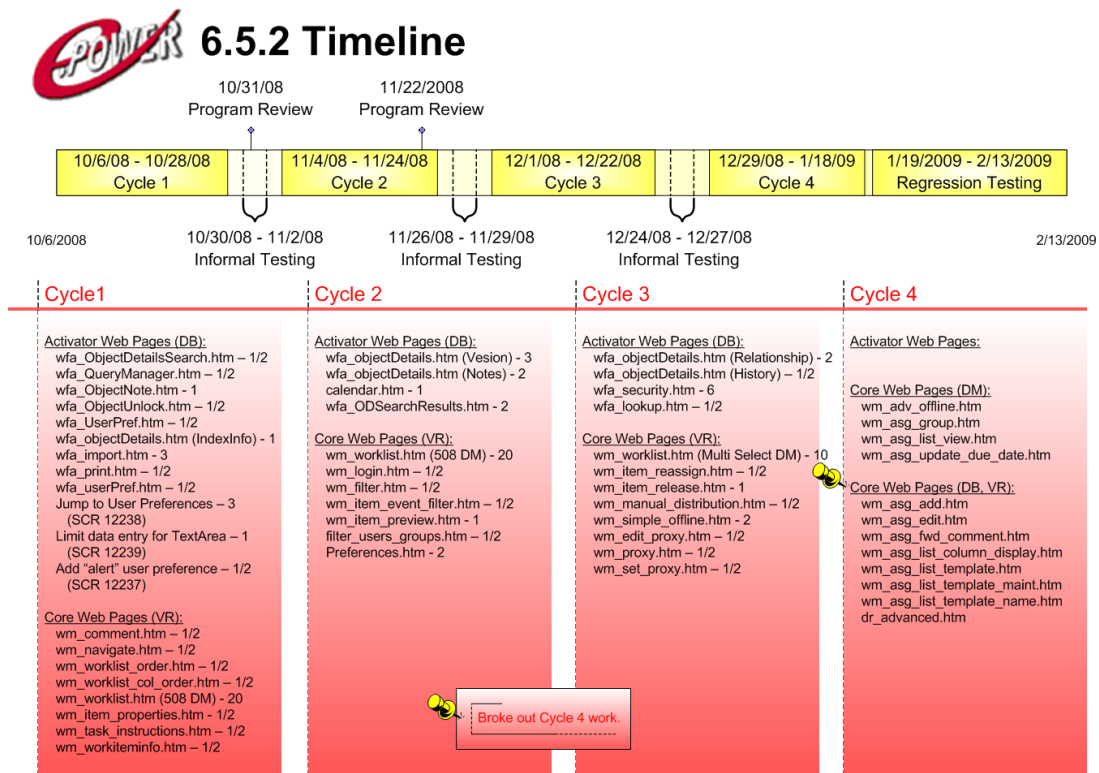 e.POWER
6.5.2 Timeline
10/31/08
Program Review
11/22/2008
Program Review
10/6/08 - 10/28/08
Cycle 1
11/4/08 - 11/24/08
Cycle 2
12/1/08 - 12/22/08
Cycle 3
12/29/08 - 1/18/09
Cycle 4
1/19/2009 - 2/13/2009
Regression Testing
10/6/2008
10/30/08 - 11/2/08
Informal Testing
11/26/08 - 11/29/08
Informal Testing
12/24/08 - 12/27/08
Informal Testing
2/13/2009
Cycle1
Activator Web Pages (DB):
wfa_ObjectDetailsSearch.htm – 1/2
wfa_QueryManager.htm – 1/2
wfa_ObjectNote.htm - 1
wfa_ObjectUnlock.htm – 1/2
wfa_UserPref.htm – 1/2
wfa_objectDetails.htm (IndexInfo) - 1
wfa_import.htm - 3
wfa_print.htm – 1/2
wfa_userPref.htm – 1/2
Jump to User Preferences – 3
(SCR 12238)
Limit data entry for TextArea – 1
(SCR 12239)
Add “alert” user preference – 1/2
(SCR 12237)
Core Web Pages (VR):
wm_comment.htm – 1/2
wm_navigate.htm – 1/2
wm_worklist_order.htm – 1/2
wm_worklist_col_order.htm – 1/2
wm_worklist.htm (508 DM) - 20
wm_item_properties.htm - 1/2
wm_task_instructions.htm – 1/2
wm_workiteminfo.htm – 1/2
Cycle 2
Activator Web Pages (DB):
wfa_objectDetails.htm (Vesion) - 3
wfa_objectDetails.htm (Notes) - 2
calendar.htm - 1
wfa_ODSearchResults.htm - 2
Core Web Pages (VR):
wm_worklist.htm (508 DM) - 20
wm_login.htm – 1/2
wm_filter.htm – 1/2
wm_item_event_filter.htm – 1/2
wm_item_preview.htm - 1
filter_users_groups.htm – 1/2
Preferences.htm - 2
Broke out Cycle 4 work.
Cycle 3
Activator Web Pages (DB):
wfa_objectDetails.htm (Relationship) - 2
wfa_objectDetails.htm (History) – 1/2
wfa_security.htm - 6
wfa_lookup.htm – 1/2
Core Web Pages (VR):
wm_worklist.htm (Multi Select DM) - 10
wm_item_reassign.htm – 1/2
wm_item_release.htm - 1
wm_manual_distribution.htm – 1/2
wm_simple_offline.htm - 2
wm_edit_proxy.htm – 1/2
wm_proxy.htm – 1/2
wm_set_proxy.htm – 1/2
Cycle 4
Activator Web Pages:
Core Web Pages (DM):
wm_adv_offline.htm
wm_asg_group.htm
wm_asg_list_view.htm
wm_asg_update_due_date.htm
Core Web Pages (DB, VR):
wm_asg_add.htm
wm_asg_edit.htm
wm_asg_fwd_comment.htm
wm_asg_list_column_display.htm
wm_asg_list_template.htm
wm_asg_list_template_maint.htm
wm_asg_list_template_name.htm
dr_advanced.htm